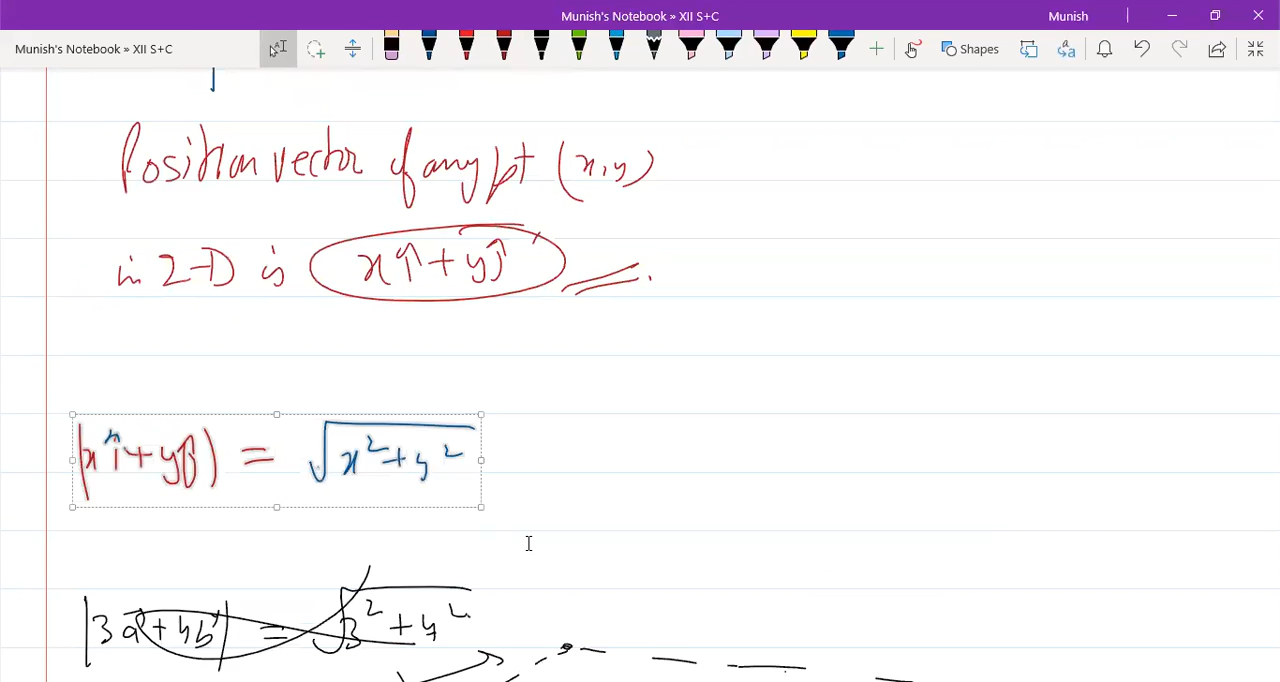 Munish's Notebook » XII S+C
Munish
Munish's Notebook » XII S+C
Shapes
Position vector of any pt (x,y)
in 2-D is xî + yĵ
|xî + yĵ| = √x² + y²
|3a + 4b| = √3² + 4²